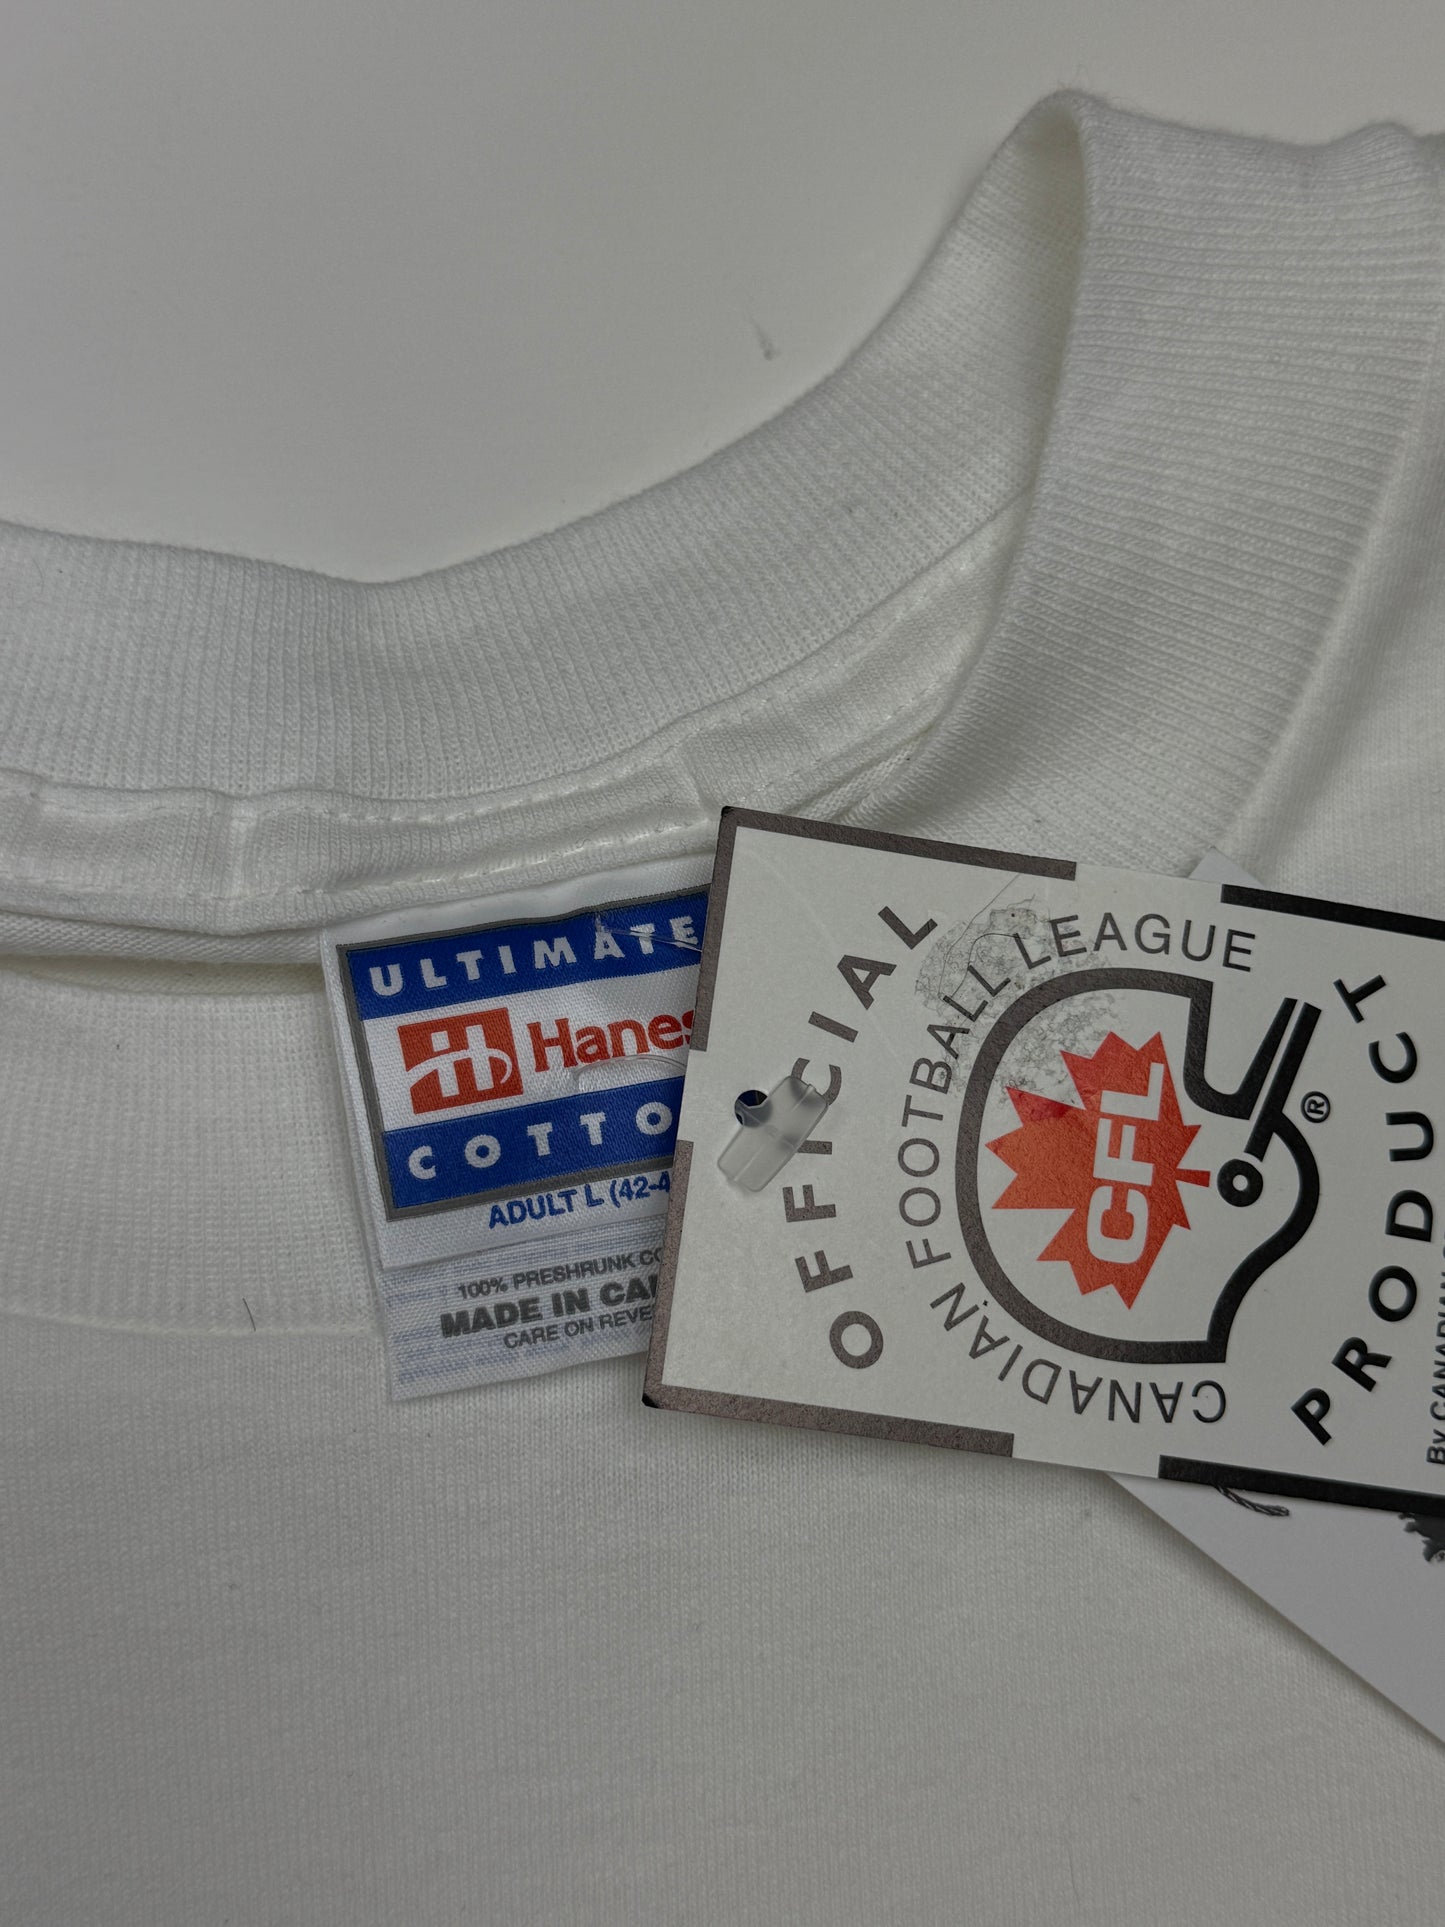 ULTIMATE
Hanes
COTTO
ADULT L (42-4
100% PRESHRUNK CO
MADE IN CA
CARE ON REVE
OFFICIAL
CANADIAN FOOTBALL LEAGUE
CFL
®
PRODUCT
By CANADIAN